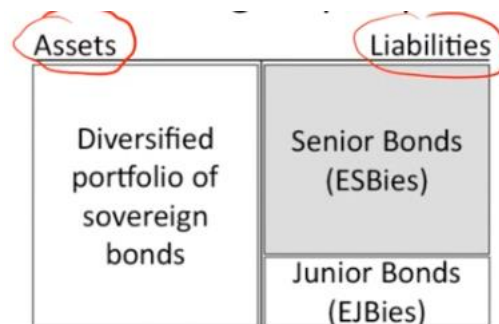 Assets
Liabilities
Diversified
portfolio of
sovereign
bonds
Senior Bonds
(ESBies)
Junior Bonds
(EJBies)